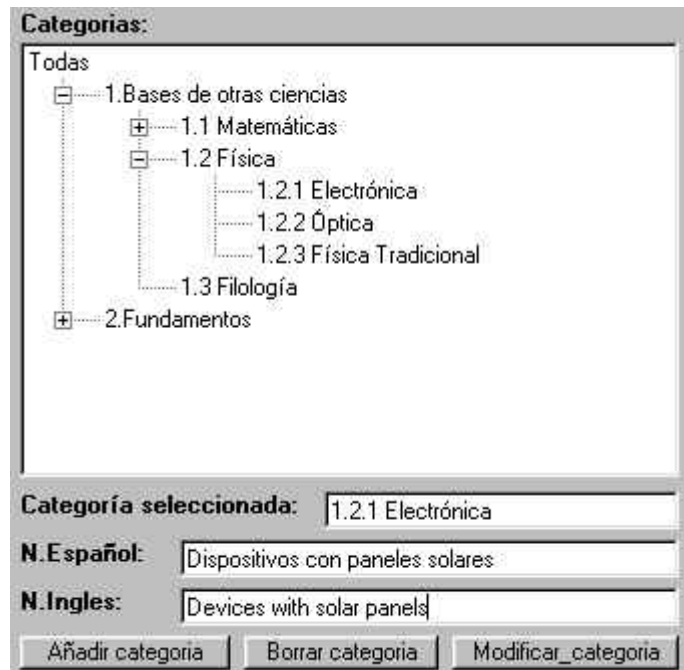 Categorias:
Todas
1.Bases de otras ciencias
1.1 Matemáticas
1.2 Física
1.2.1 Electrónica
1.2.2 Óptica
1.2.3 Física Tradicional
1.3 Filología
2.Fundamentos
Categoría seleccionada: 1.2.1 Electrónica
N.Español: Dispositivos con paneles solares
N.Ingles: Devices with solar panels
Añadir categoria Borrar categoria Modificar_categoria